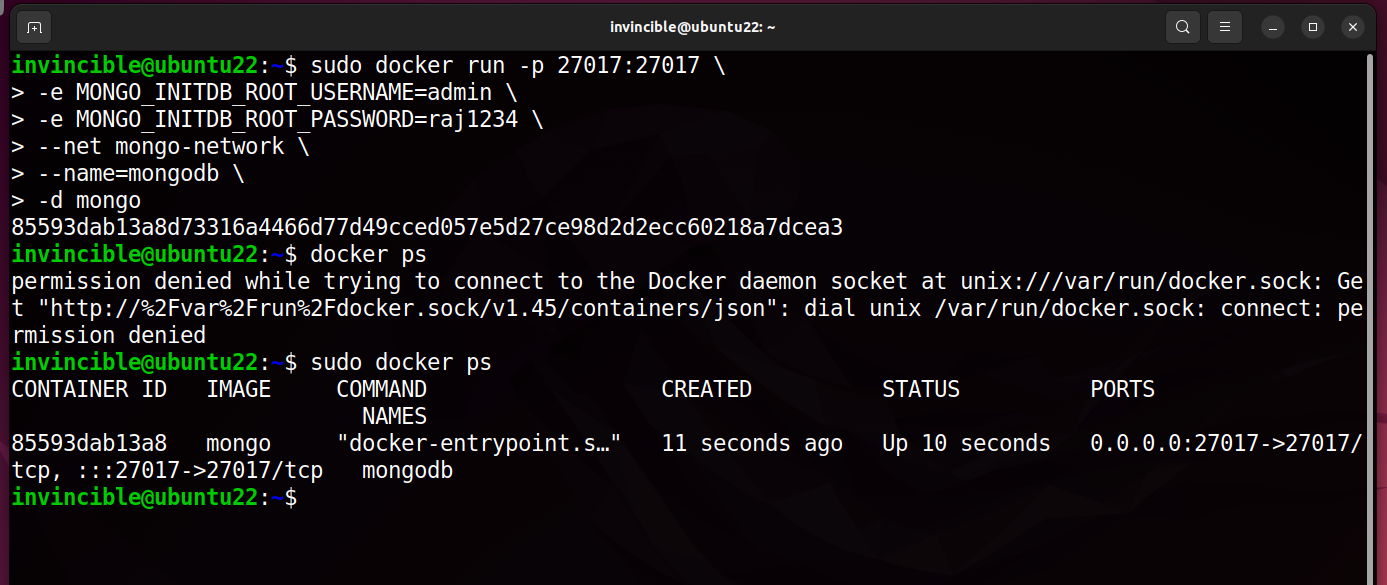 invincible@ubuntu22: ~
invincible@ubuntu22:~$ sudo docker run -p 27017:27017 \
> -e MONGO_INITDB_ROOT_USERNAME=admin \
> -e MONGO_INITDB_ROOT_PASSWORD=raj1234 \
> --net mongo-network \
> --name=mongodb \
> -d mongo
85593dab13a8d73316a4466d77d49cced057e5d27ce98d2d2ecc60218a7dcea3
invincible@ubuntu22:~$ docker ps
permission denied while trying to connect to the Docker daemon socket at unix:///var/run/docker.sock: Ge
t "http://%2Fvar%2Frun%2Fdocker.sock/v1.45/containers/json": dial unix /var/run/docker.sock: connect: pe
rmission denied
invincible@ubuntu22:~$ sudo docker ps
CONTAINER ID   IMAGE     COMMAND                  CREATED          STATUS          PORTS
                           NAMES
85593dab13a8   mongo     "docker-entrypoint.s…"   11 seconds ago   Up 10 seconds   0.0.0.0:27017->27017/
tcp, :::27017->27017/tcp   mongodb
invincible@ubuntu22:~$